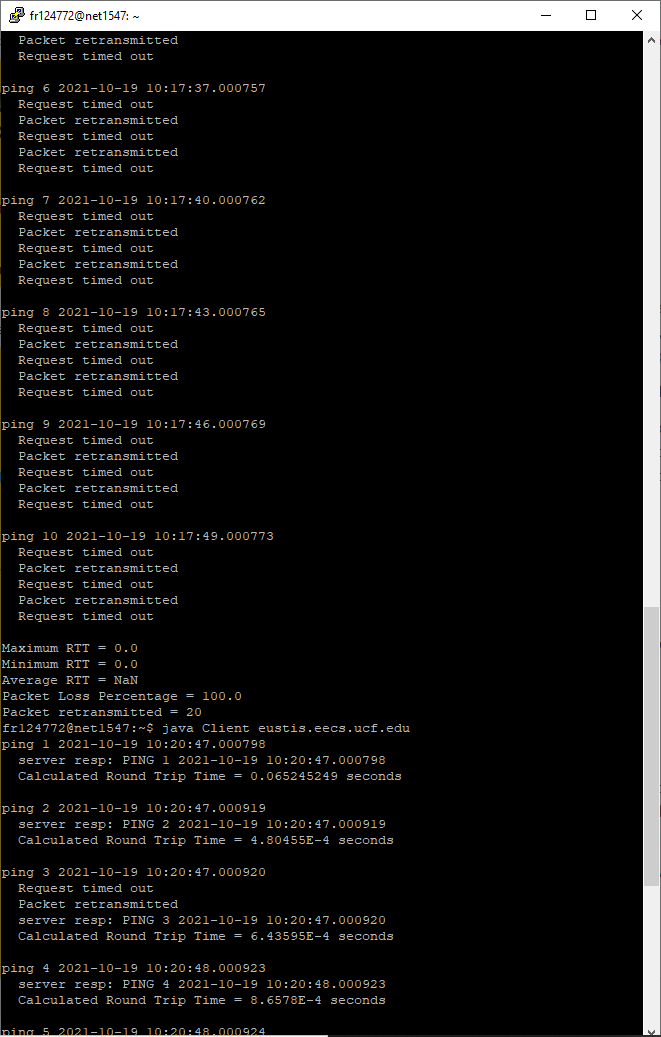 fr124772@net1547: ~
Packet retransmitted
Request timed out
ping 6 2021-10-19 10:17:37.000757
Request timed out
Packet retransmitted
Request timed out
Packet retransmitted
Request timed out
ping 7 2021-10-19 10:17:40.000762
Request timed out
Packet retransmitted
Request timed out
Packet retransmitted
Request timed out
ping 8 2021-10-19 10:17:43.000765
Request timed out
Packet retransmitted
Request timed out
Packet retransmitted
Request timed out
ping 9 2021-10-19 10:17:46.000769
Request timed out
Packet retransmitted
Request timed out
Packet retransmitted
Request timed out
ping 10 2021-10-19 10:17:49.000773
Request timed out
Packet retransmitted
Request timed out
Packet retransmitted
Request timed out
Maximum RTT = 0.0
Minimum RTT = 0.0
Average RTT = NaN
Packet Loss Percentage = 100.0
Packet retransmitted = 20
fr124772@net1547:~$ java Client eustis.eecs.ucf.edu
ping 1 2021-10-19 10:20:47.000798
server resp: PING 1 2021-10-19 10:20:47.000798
Calculated Round Trip Time = 0.065245249 seconds
ping 2 2021-10-19 10:20:47.000919
server resp: PING 2 2021-10-19 10:20:47.000919
Calculated Round Trip Time = 4.80455E-4 seconds
ping 3 2021-10-19 10:20:47.000920
Request timed out
Packet retransmitted
server resp: PING 3 2021-10-19 10:20:47.000920
Calculated Round Trip Time = 6.43595E-4 seconds
ping 4 2021-10-19 10:20:48.000923
server resp: PING 4 2021-10-19 10:20:48.000923
Calculated Round Trip Time = 8.6578E-4 seconds
ping 5 2021-10-19 10:20:48.000924